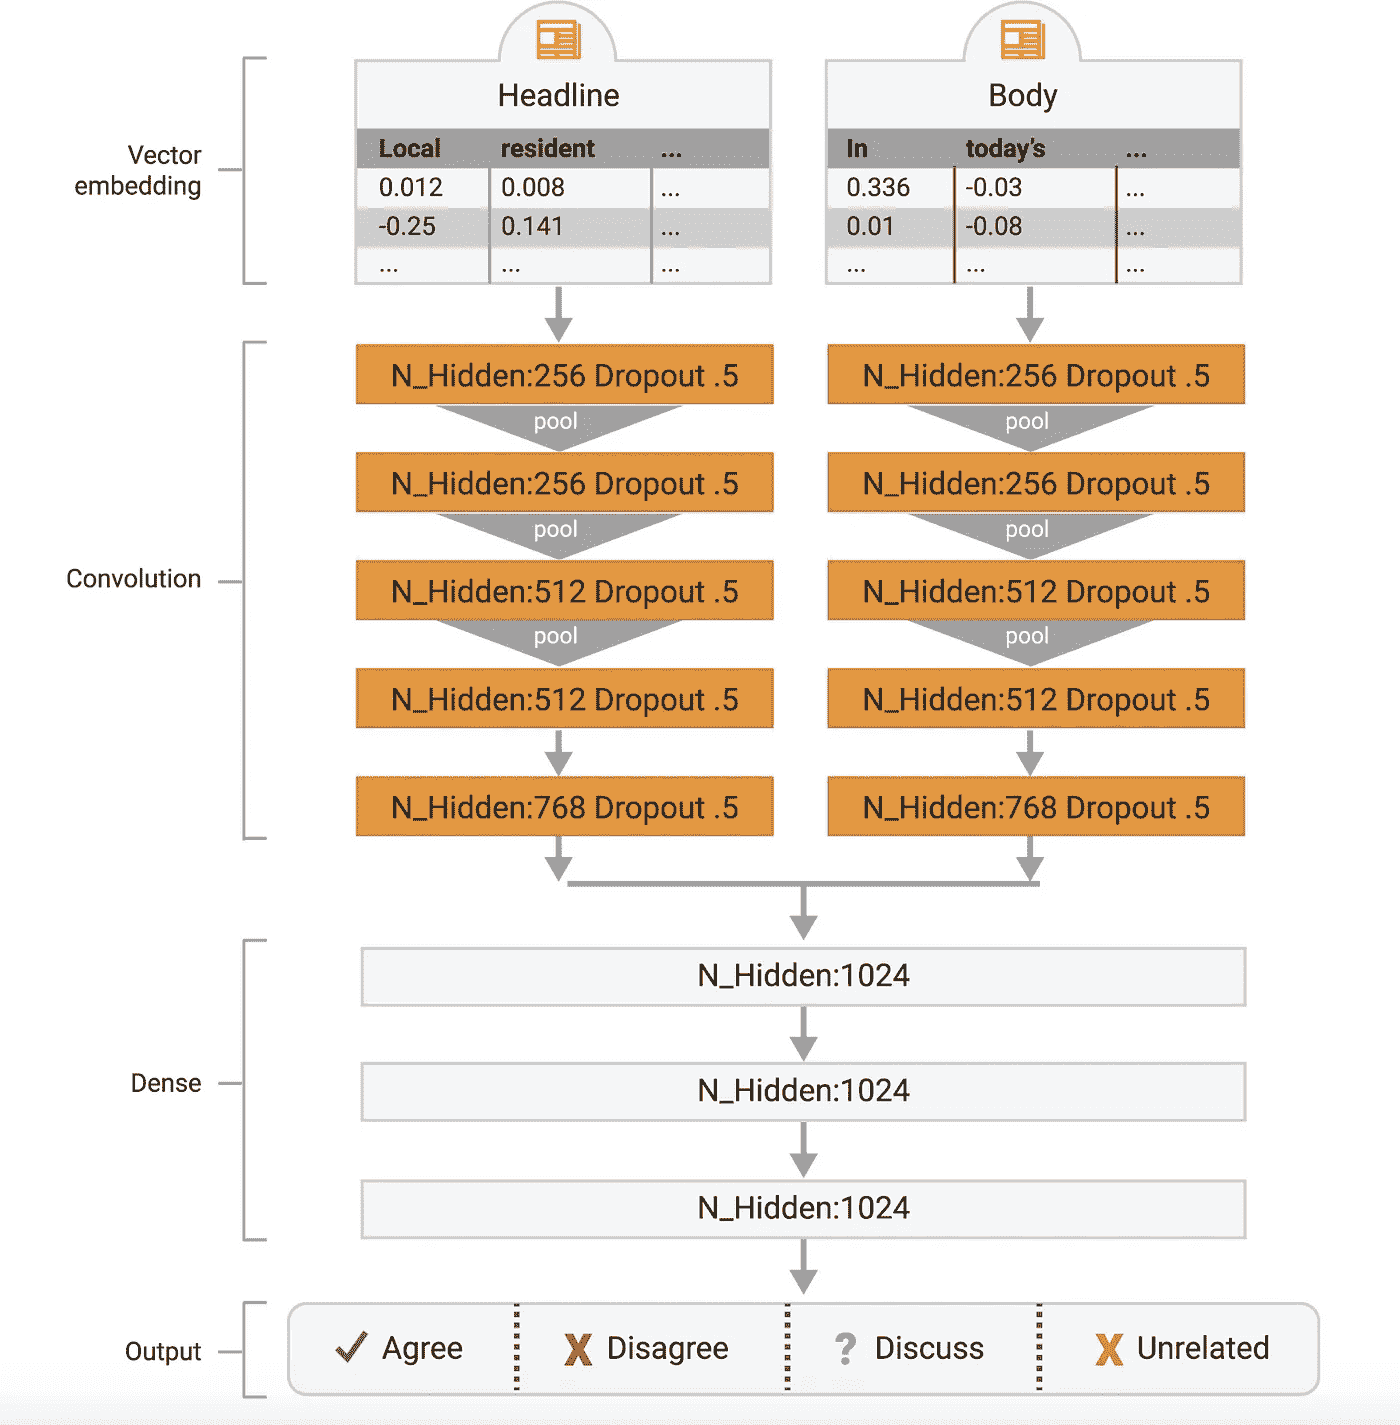 Headline
Body
Vector
embedding
Local resident ...
0.012 0.008 ...
-0.25 0.141 ...
... ... ...
In today's ...
0.336 -0.03 ...
0.01 -0.08 ...
... ... ...
Convolution
N_Hidden:256 Dropout .5
pool
N_Hidden:256 Dropout .5
pool
N_Hidden:512 Dropout .5
pool
N_Hidden:512 Dropout .5
N_Hidden:768 Dropout .5
N_Hidden:256 Dropout .5
pool
N_Hidden:256 Dropout .5
pool
N_Hidden:512 Dropout .5
pool
N_Hidden:512 Dropout .5
N_Hidden:768 Dropout .5
Dense
N_Hidden:1024
N_Hidden:1024
N_Hidden:1024
Output
Agree
Disagree
? Discuss
Unrelated